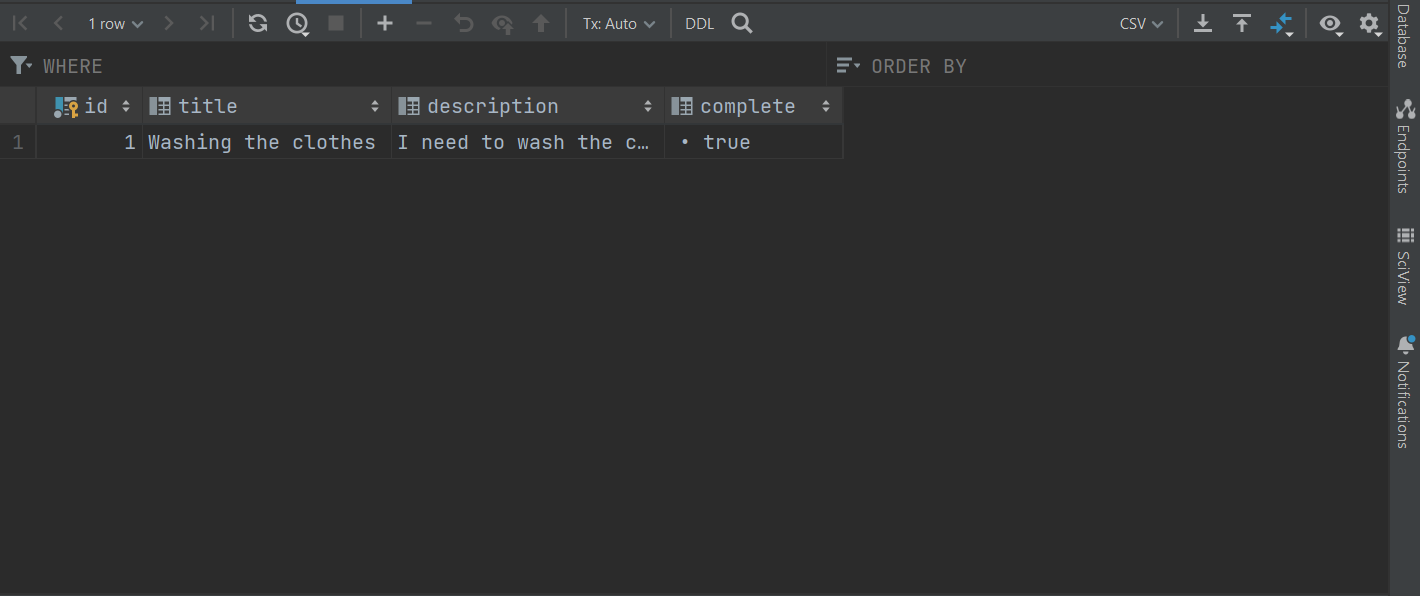 1 row Tx: Auto DDL CSV
WHERE ORDER BY
id title description complete
1 1 Washing the clothes I need to wash the c… • true
Database
Endpoints
SciView
Notifications